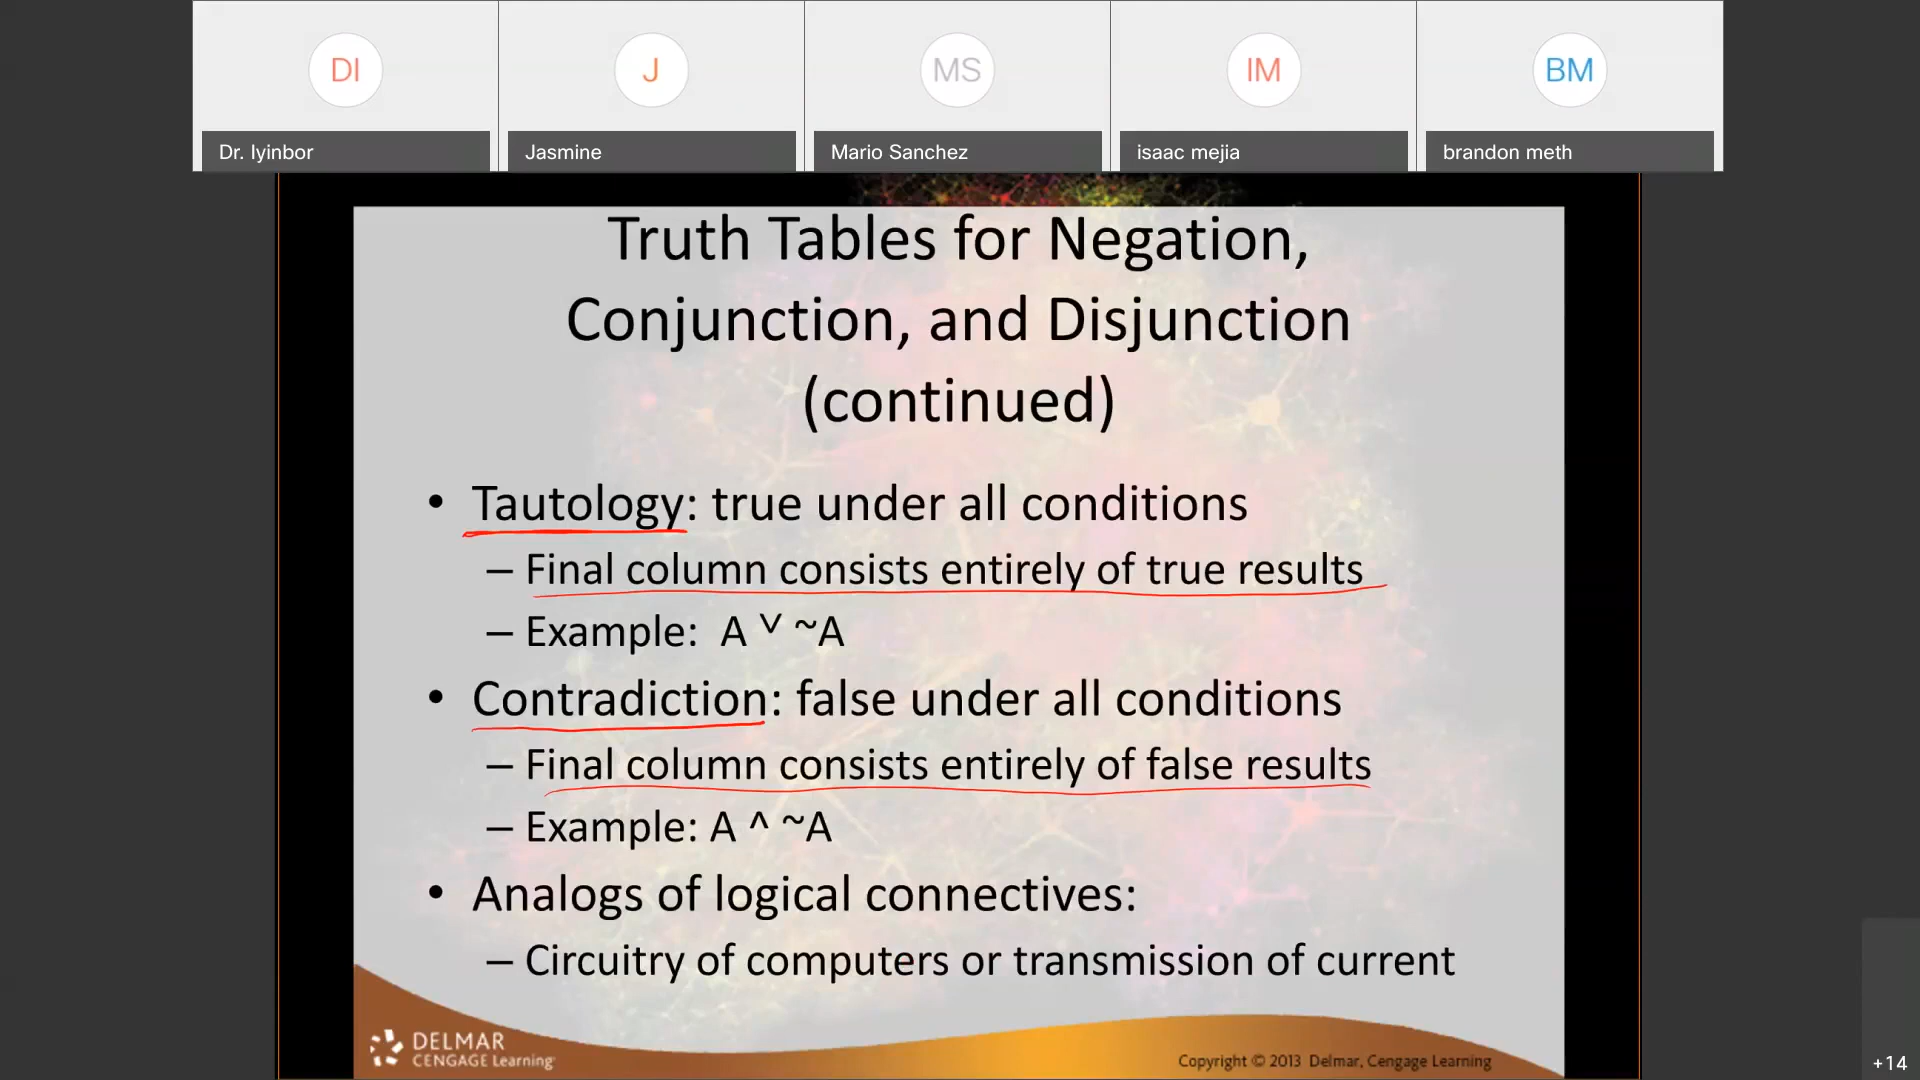 DI
J
MS
IM
BM
Dr. Iyinbor
Jasmine
Mario Sanchez
isaac mejia
brandon meth
Truth Tables for Negation,
Conjunction, and Disjunction
(continued)
• Tautology: true under all conditions
– Final column consists entirely of true results
– Example: A ˅ ~A
• Contradiction: false under all conditions
– Final column consists entirely of false results
– Example: A ^ ~A
• Analogs of logical connectives:
– Circuitry of computers or transmission of current
DELMAR
CENGAGE Learning
Copyright © 2013 Delmar, Cengage Learning
+14